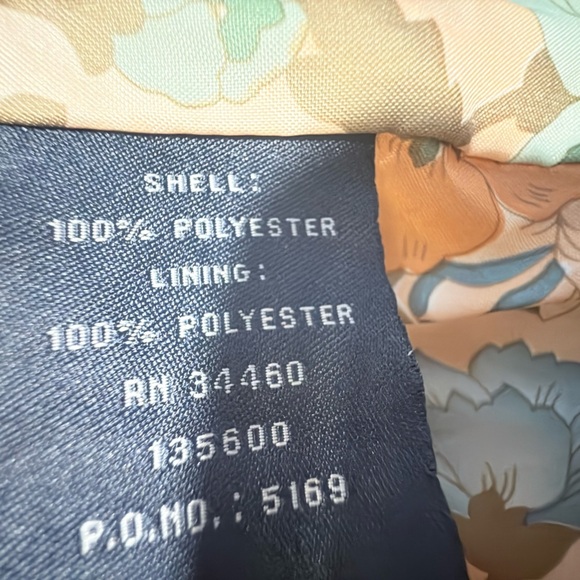 SHELL:
100% POLYESTER
LINING:
100% POLYESTER
RN 34460
135600
P.O.NO.: 5169